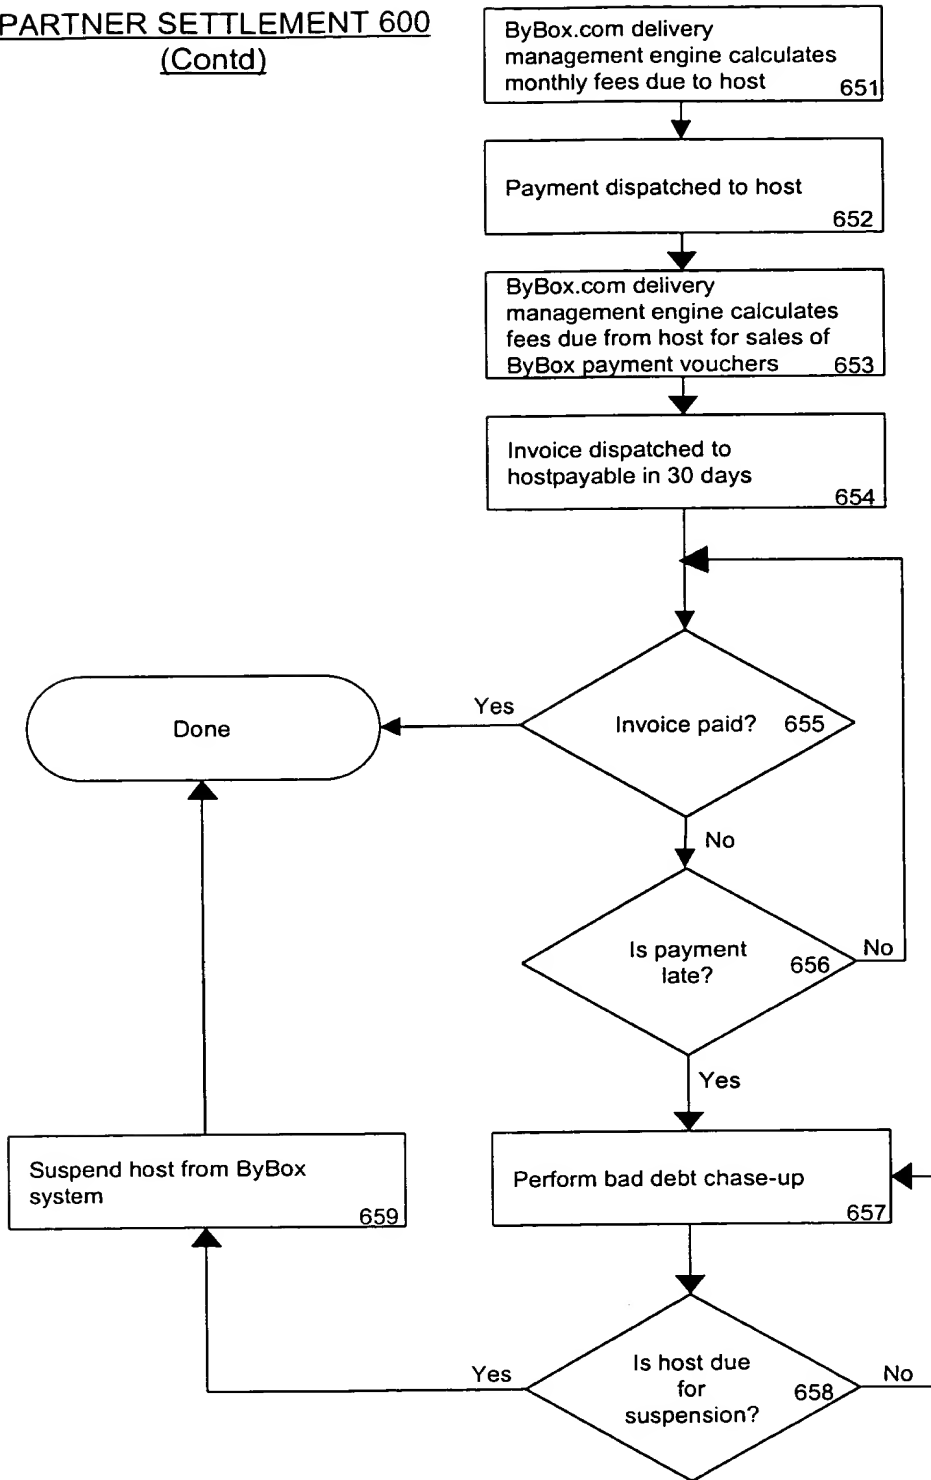 PARTNER SETTLEMENT 600
(Contd)
ByBox.com delivery
management engine calculates
monthly fees due to host 651
Payment dispatched to host
652
ByBox.com delivery
management engine calculates
fees due from host for sales of
ByBox payment vouchers 653
Invoice dispatched to
hostpayable in 30 days
654
Done
Yes
Invoice paid? 655
No
Is payment
late?
656
No
Yes
Suspend host from ByBox
system
659
Perform bad debt chase-up
657
Yes
Is host due
for
suspension?
658
No